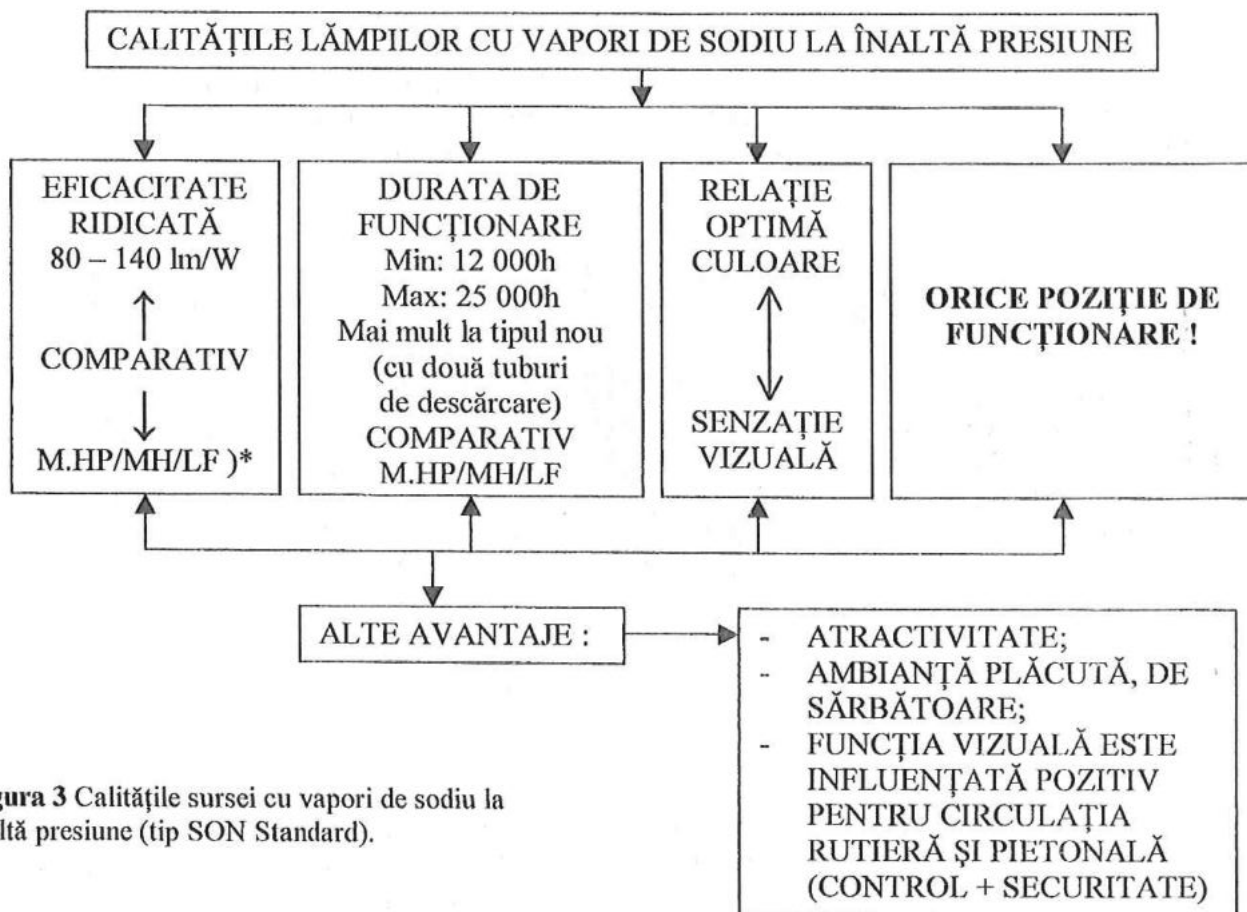 CALITĂȚILE LĂMPILOR CU VAPORI DE SODIU LA ÎNALTĂ PRESIUNE
EFICACITATE
RIDICATĂ
80 – 140 lm/W
COMPARATIV
M.HP/MH/LF )*
DURATA DE
FUNCȚIONARE
Min: 12 000h
Max: 25 000h
Mai mult la tipul nou
(cu două tuburi
de descărcare)
COMPARATIV
M.HP/MH/LF
RELAȚIE
OPTIMĂ
CULOARE
SENZAȚIE
VIZUALĂ
ORICE POZIȚIE DE
FUNCȚIONARE !
ALTE AVANTAJE :
- ATRACTIVITATE;
- AMBIANȚĂ PLĂCUTĂ, DE
SĂRBĂTOARE;
- FUNCȚIA VIZUALĂ ESTE
INFLUENȚATĂ POZITIV
PENTRU CIRCULAȚIA
RUTIERĂ ȘI PIETONALĂ
(CONTROL + SECURITATE)
gura 3 Calitățile sursei cu vapori de sodiu la
ltă presiune (tip SON Standard).